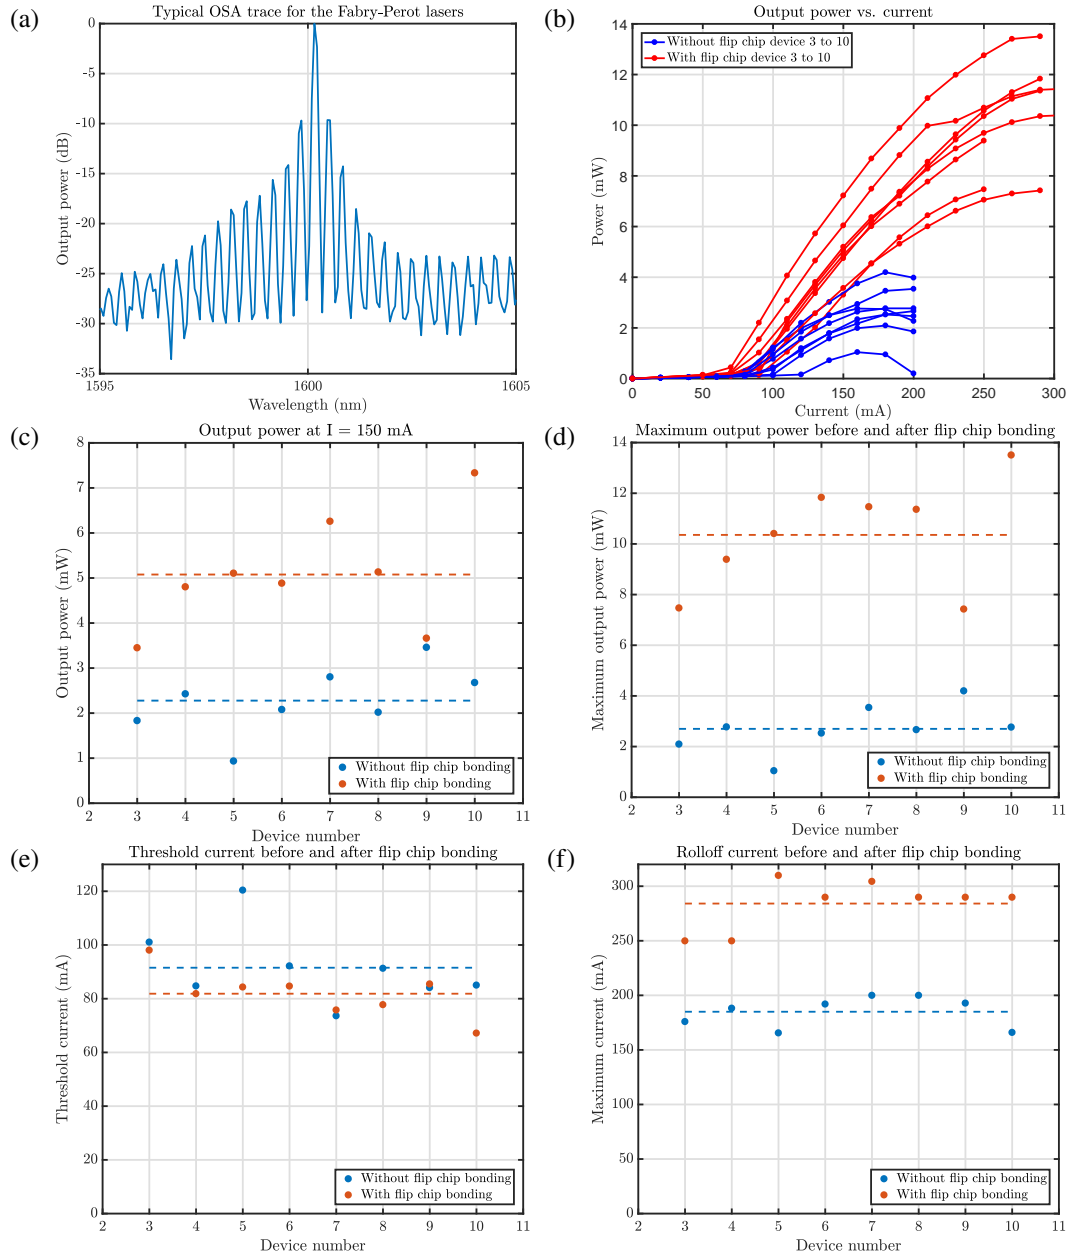 (a)
Typical OSA trace for the Fabry-Perot lasers
0
-5
-10
-15
-20
-25
-30
-35
Output power (dB)
1595
1600
1605
Wavelength (nm)
(b)
Output power vs. current
14
12
10
8
6
4
2
0
Power (mW)
Without flip chip device 3 to 10
With flip chip device 3 to 10
0
50
100
150
200
250
300
Current (mA)
(c)
Output power at I = 150 mA
8
7
6
5
4
3
2
1
0
Output power (mW)
Without flip chip bonding
With flip chip bonding
2
3
4
5
6
7
8
9
10
11
Device number
(d)
Maximum output power before and after flip chip bonding
14
12
10
8
6
4
2
0
Maximum output power (mW)
Without flip chip bonding
With flip chip bonding
2
3
4
5
6
7
8
9
10
11
Device number
(e)
Threshold current before and after flip chip bonding
120
100
80
60
40
20
0
Threshold current (mA)
Without flip chip bonding
With flip chip bonding
2
3
4
5
6
7
8
9
10
11
Device number
(f)
Rolloff current before and after flip chip bonding
300
250
200
150
100
50
0
Maximum current (mA)
Without flip chip bonding
With flip chip bonding
2
3
4
5
6
7
8
9
10
11
Device number